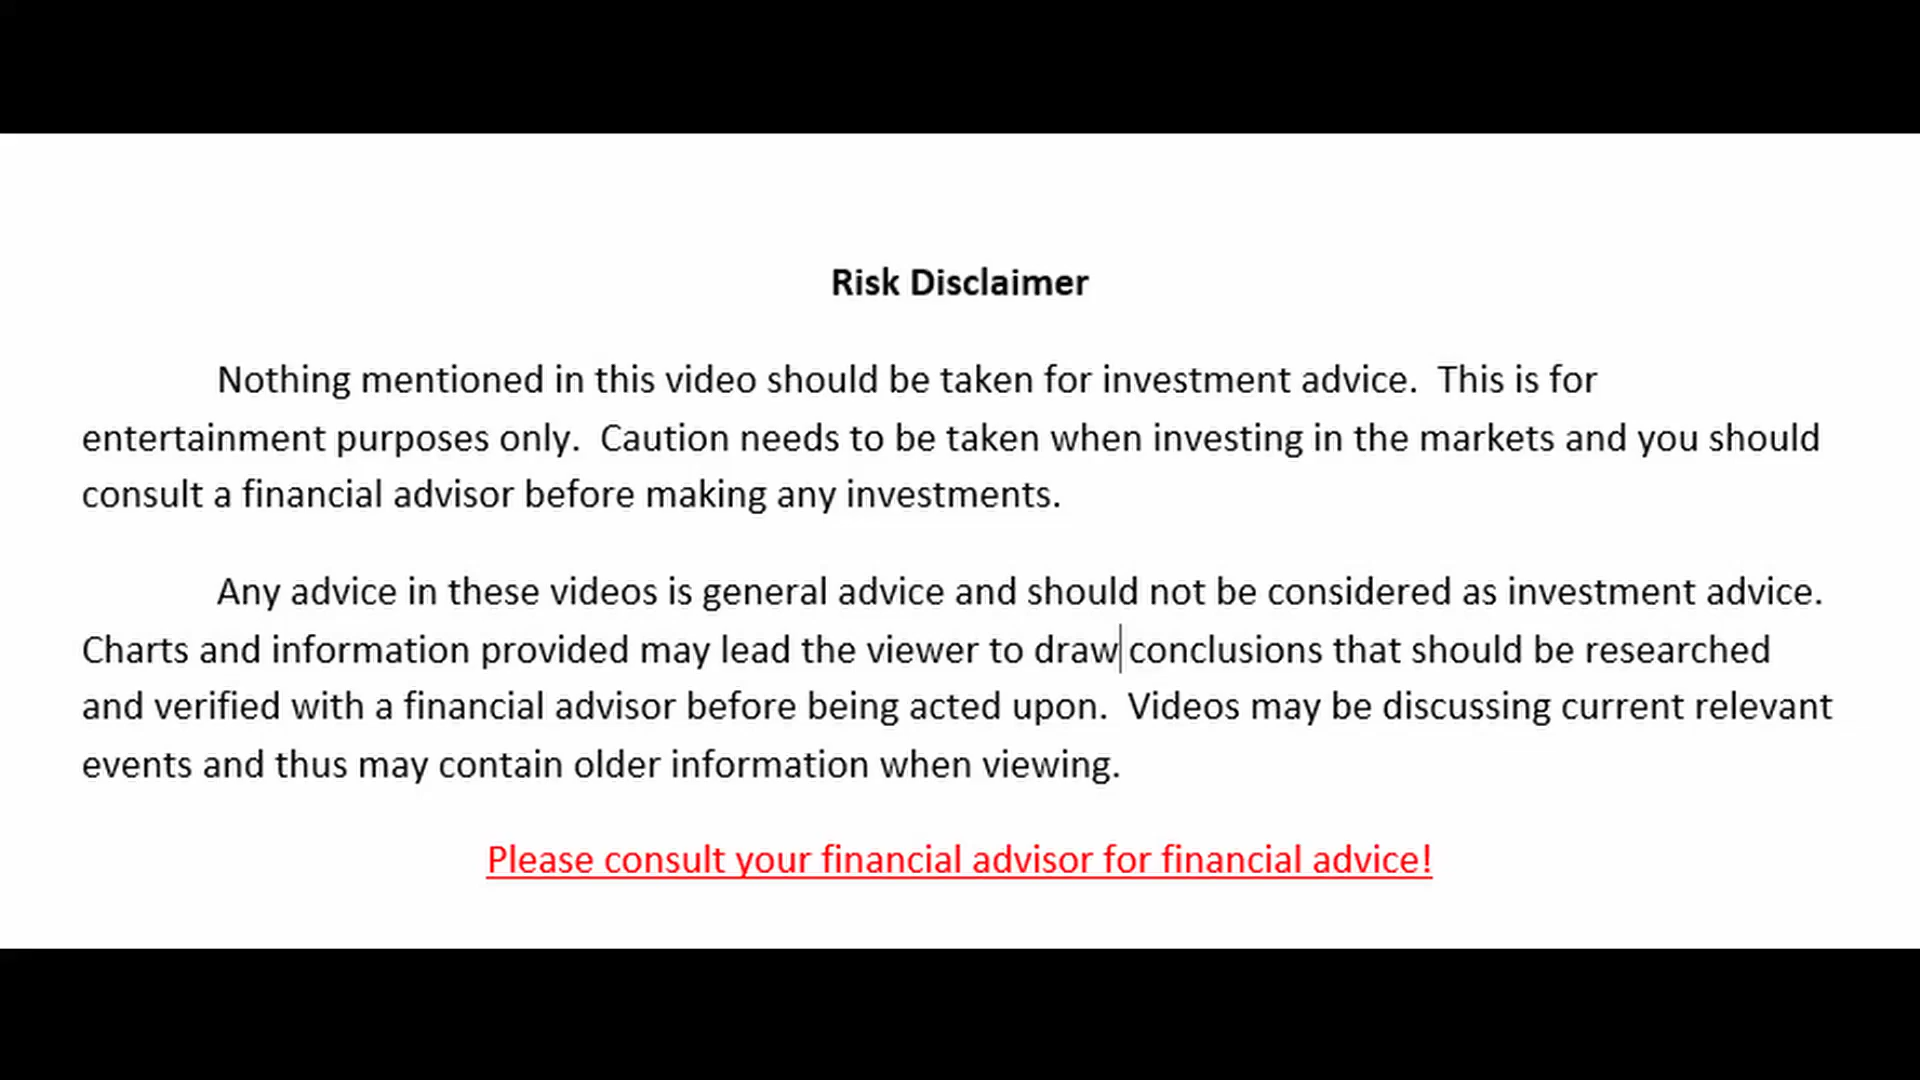 Risk Disclaimer
Nothing mentioned in this video should be taken for investment advice.  This is for
entertainment purposes only.  Caution needs to be taken when investing in the markets and you should
consult a financial advisor before making any investments.
Any advice in these videos is general advice and should not be considered as investment advice.
Charts and information provided may lead the viewer to draw conclusions that should be researched
and verified with a financial advisor before being acted upon.  Videos may be discussing current relevant
events and thus may contain older information when viewing.
Please consult your financial advisor for financial advice!